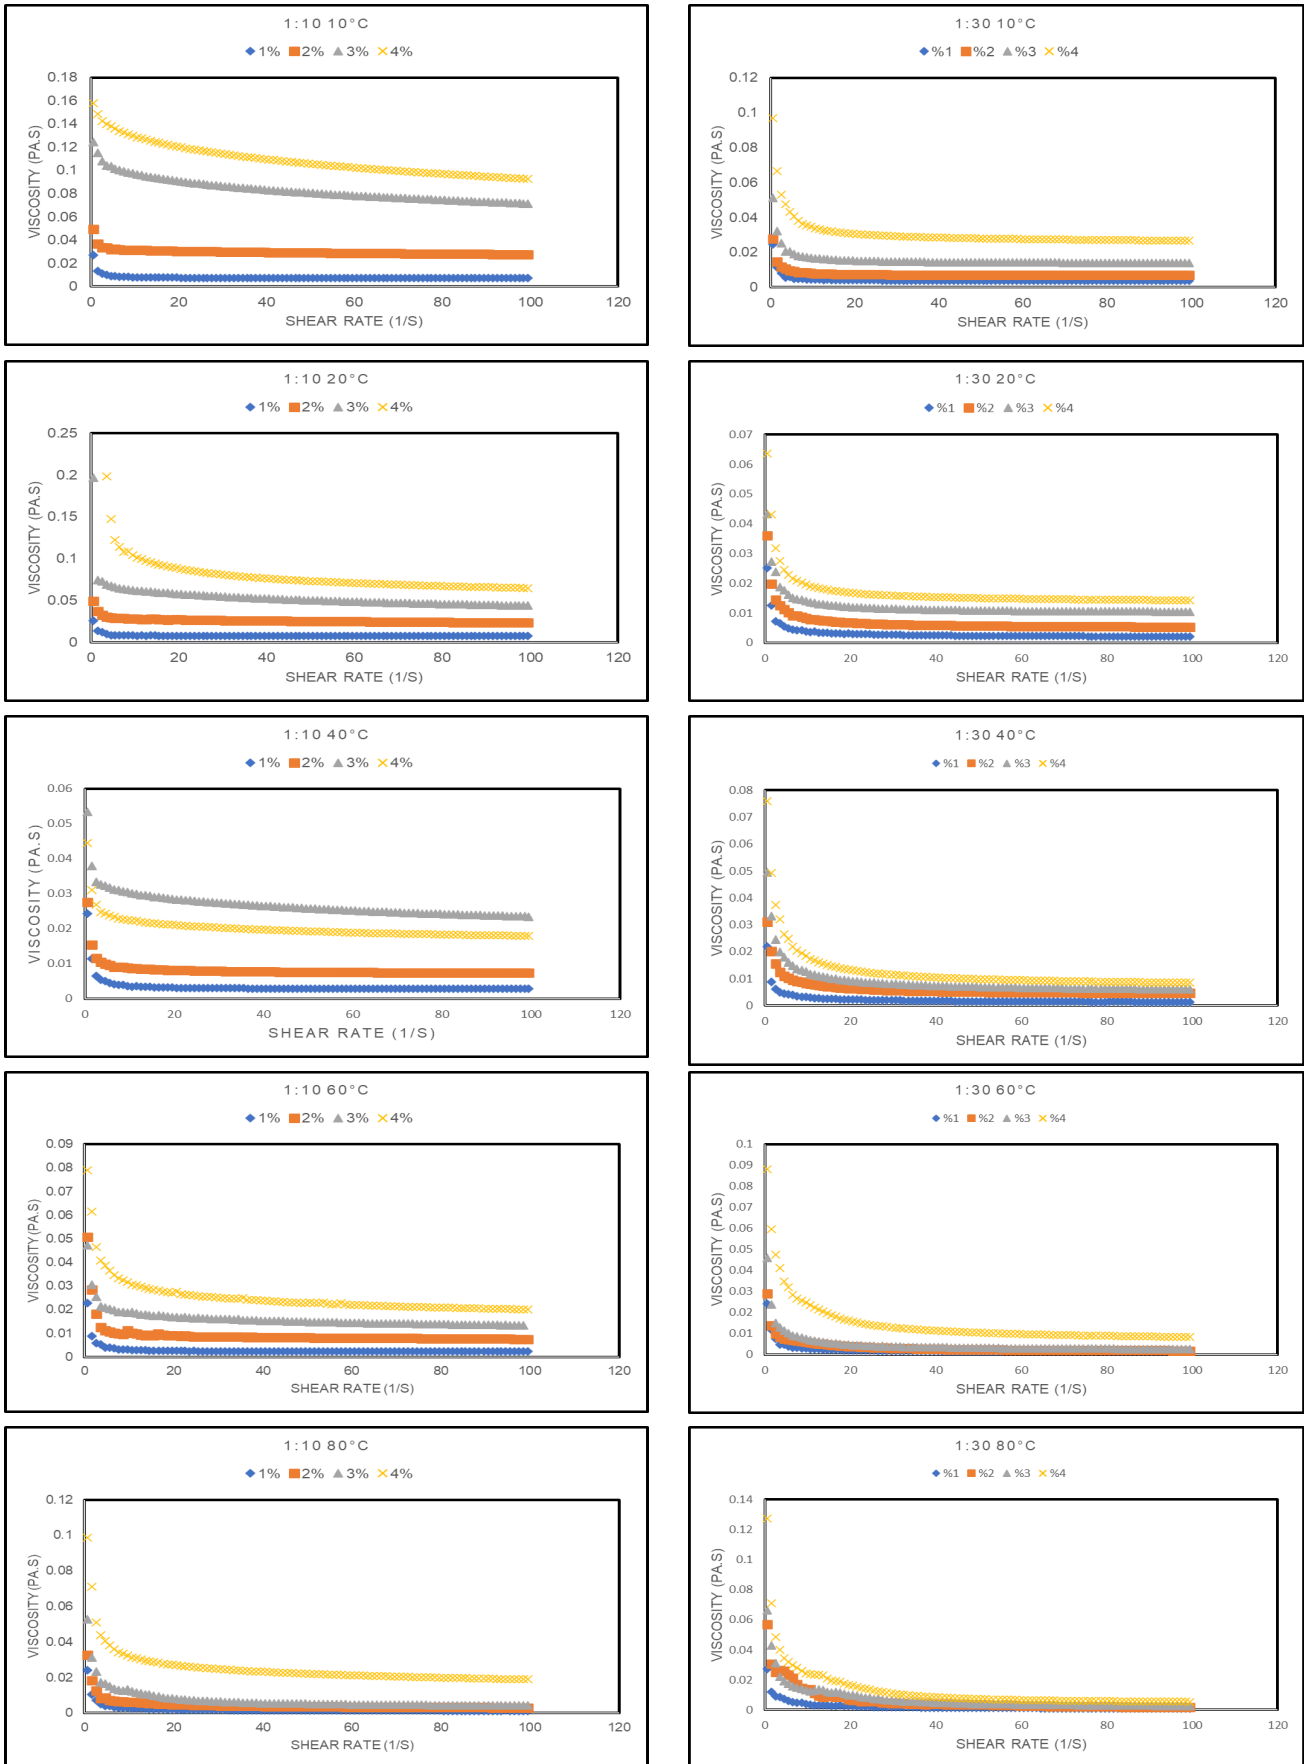 1:10 10°C
1% 2% 3% 4%
VISCOSITY (PA.S)
0.18
0.16
0.14
0.12
0.1
0.08
0.06
0.04
0.02
0
0 20 40 60 80 100 120
SHEAR RATE (1/S)
1:30 10°C
%1 %2 %3 %4
VISCOSITY (PA.S)
0.12
0.1
0.08
0.06
0.04
0.02
0
0 20 40 60 80 100 120
SHEAR RATE (1/S)
1:10 20°C
1% 2% 3% 4%
VISCOSITY (PA.S)
0.25
0.2
0.15
0.1
0.05
0
0 20 40 60 80 100 120
SHEAR RATE (1/S)
1:30 20°C
%1 %2 %3 %4
VISCOSITY (PA.S)
0.07
0.06
0.05
0.04
0.03
0.02
0.01
0
0 20 40 60 80 100 120
SHEAR RATE (1/S)
1:10 40°C
1% 2% 3% 4%
VISCOSITY (PA.S)
0.06
0.05
0.04
0.03
0.02
0.01
0
0 20 40 60 80 100 120
SHEAR RATE (1/S)
1:30 40°C
%1 %2 %3 %4
VISCOSITY (PA.S)
0.08
0.07
0.06
0.05
0.04
0.03
0.02
0.01
0
0 20 40 60 80 100 120
SHEAR RATE (1/S)
1:10 60°C
1% 2% 3% 4%
VISCOSITY (PA.S)
0.09
0.08
0.07
0.06
0.05
0.04
0.03
0.02
0.01
0
0 20 40 60 80 100 120
SHEAR RATE (1/S)
1:30 60°C
%1 %2 %3 %4
VISCOSITY (PA.S)
0.1
0.09
0.08
0.07
0.06
0.05
0.04
0.03
0.02
0.01
0
0 20 40 60 80 100 120
SHEAR RATE (1/S)
1:10 80°C
1% 2% 3% 4%
VISCOSITY (PA.S)
0.12
0.1
0.08
0.06
0.04
0.02
0
0 20 40 60 80 100 120
SHEAR RATE (1/S)
1:30 80°C
%1 %2 %3 %4
VISCOSITY (PA.S)
0.14
0.12
0.1
0.08
0.06
0.04
0.02
0
0 20 40 60 80 100 120
SHEAR RATE (1/S)